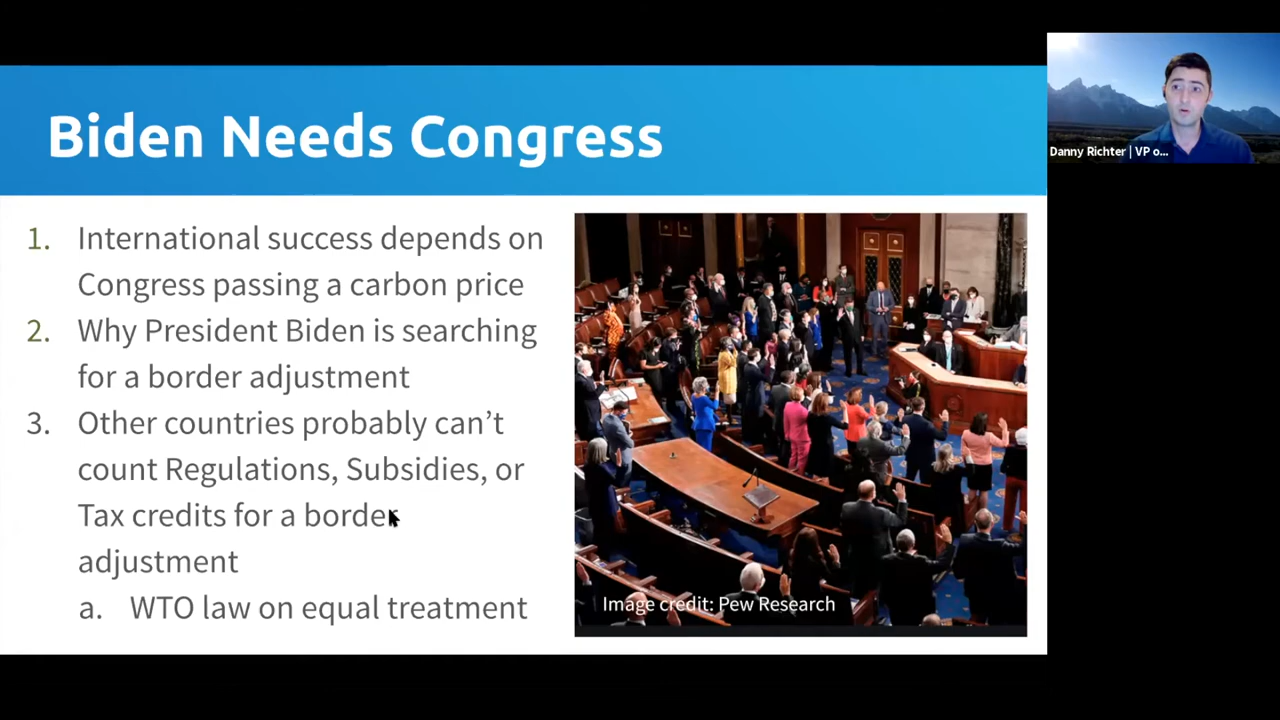 Biden Needs Congress
1. International success depends on
Congress passing a carbon price
2. Why President Biden is searching
for a border adjustment
3. Other countries probably can't
count Regulations, Subsidies, or
Tax credits for a border
adjustment
a. WTO law on equal treatment
Image credit: Pew Research
Danny Richter | VP o...